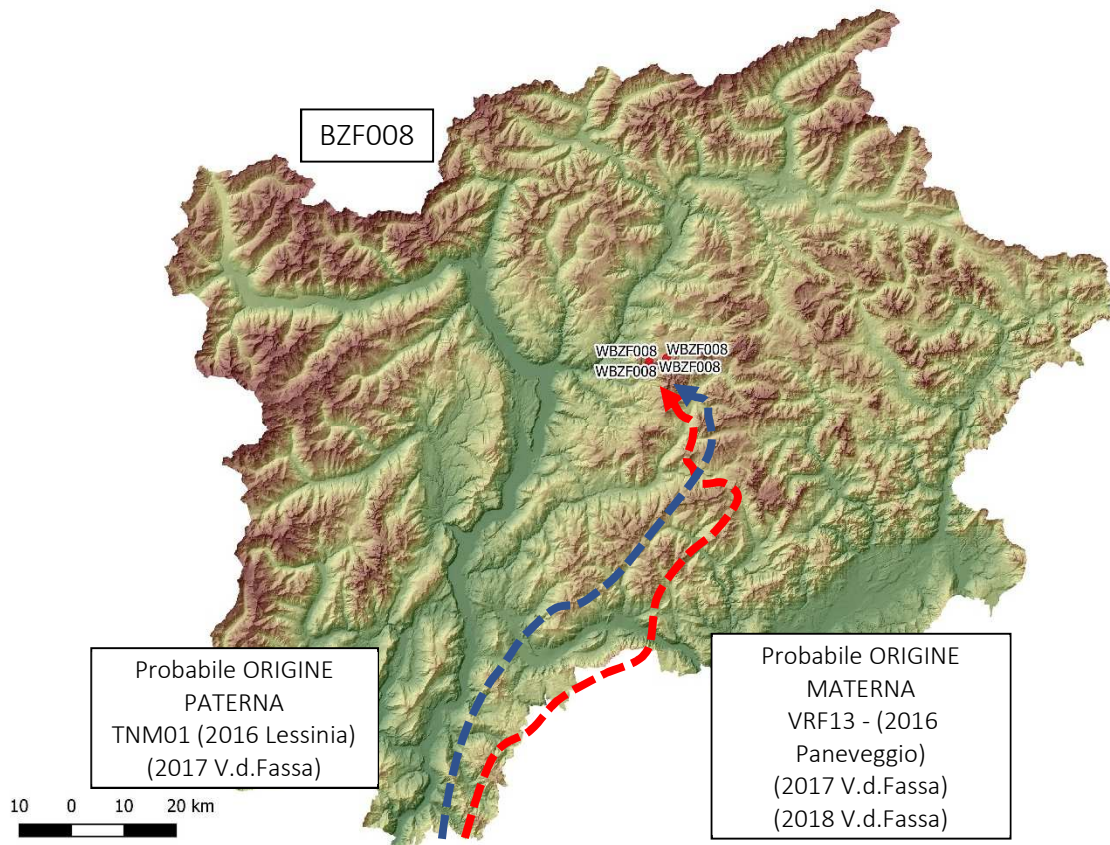 BZF008
WBZF008 WBZF008
WBZF008 WBZF008
Probabile ORIGINE
PATERNA
TNM01 (2016 Lessinia)
(2017 V.d.Fassa)
Probabile ORIGINE
MATERNA
VRF13 - (2016
Paneveggio)
(2017 V.d.Fassa)
(2018 V.d.Fassa)
10 0 10 20 km